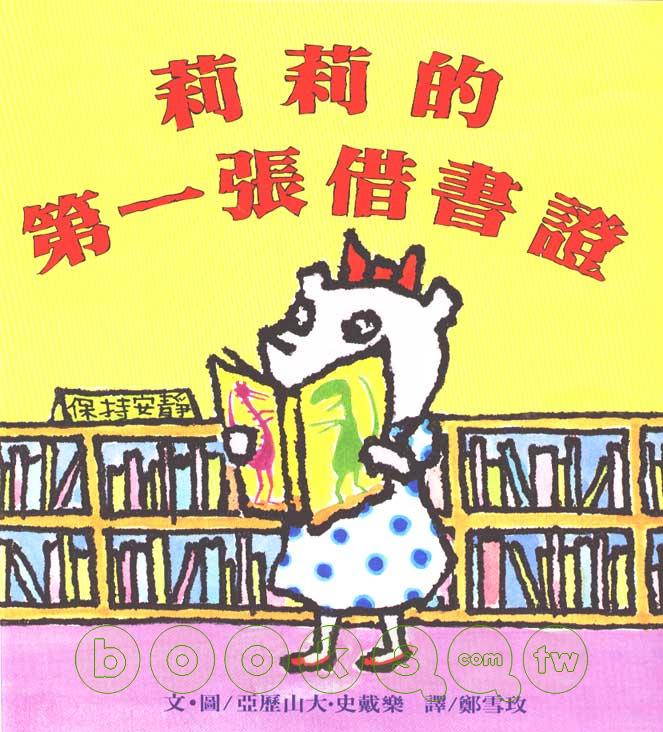 莉莉的
第一張借書證
保持安靜
books.com.tw
文·圖/亞歷山大·史戴樂 譯/鄭雪玫